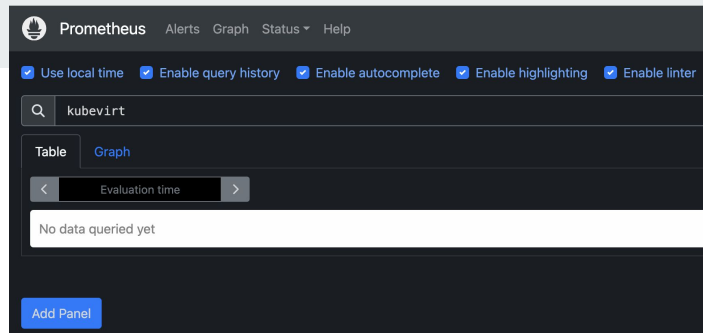 Prometheus Alerts Graph Status Help
Use local time Enable query history Enable autocomplete Enable highlighting Enable linter
kubevirt
Table Graph
Evaluation time
No data queried yet
Add Panel